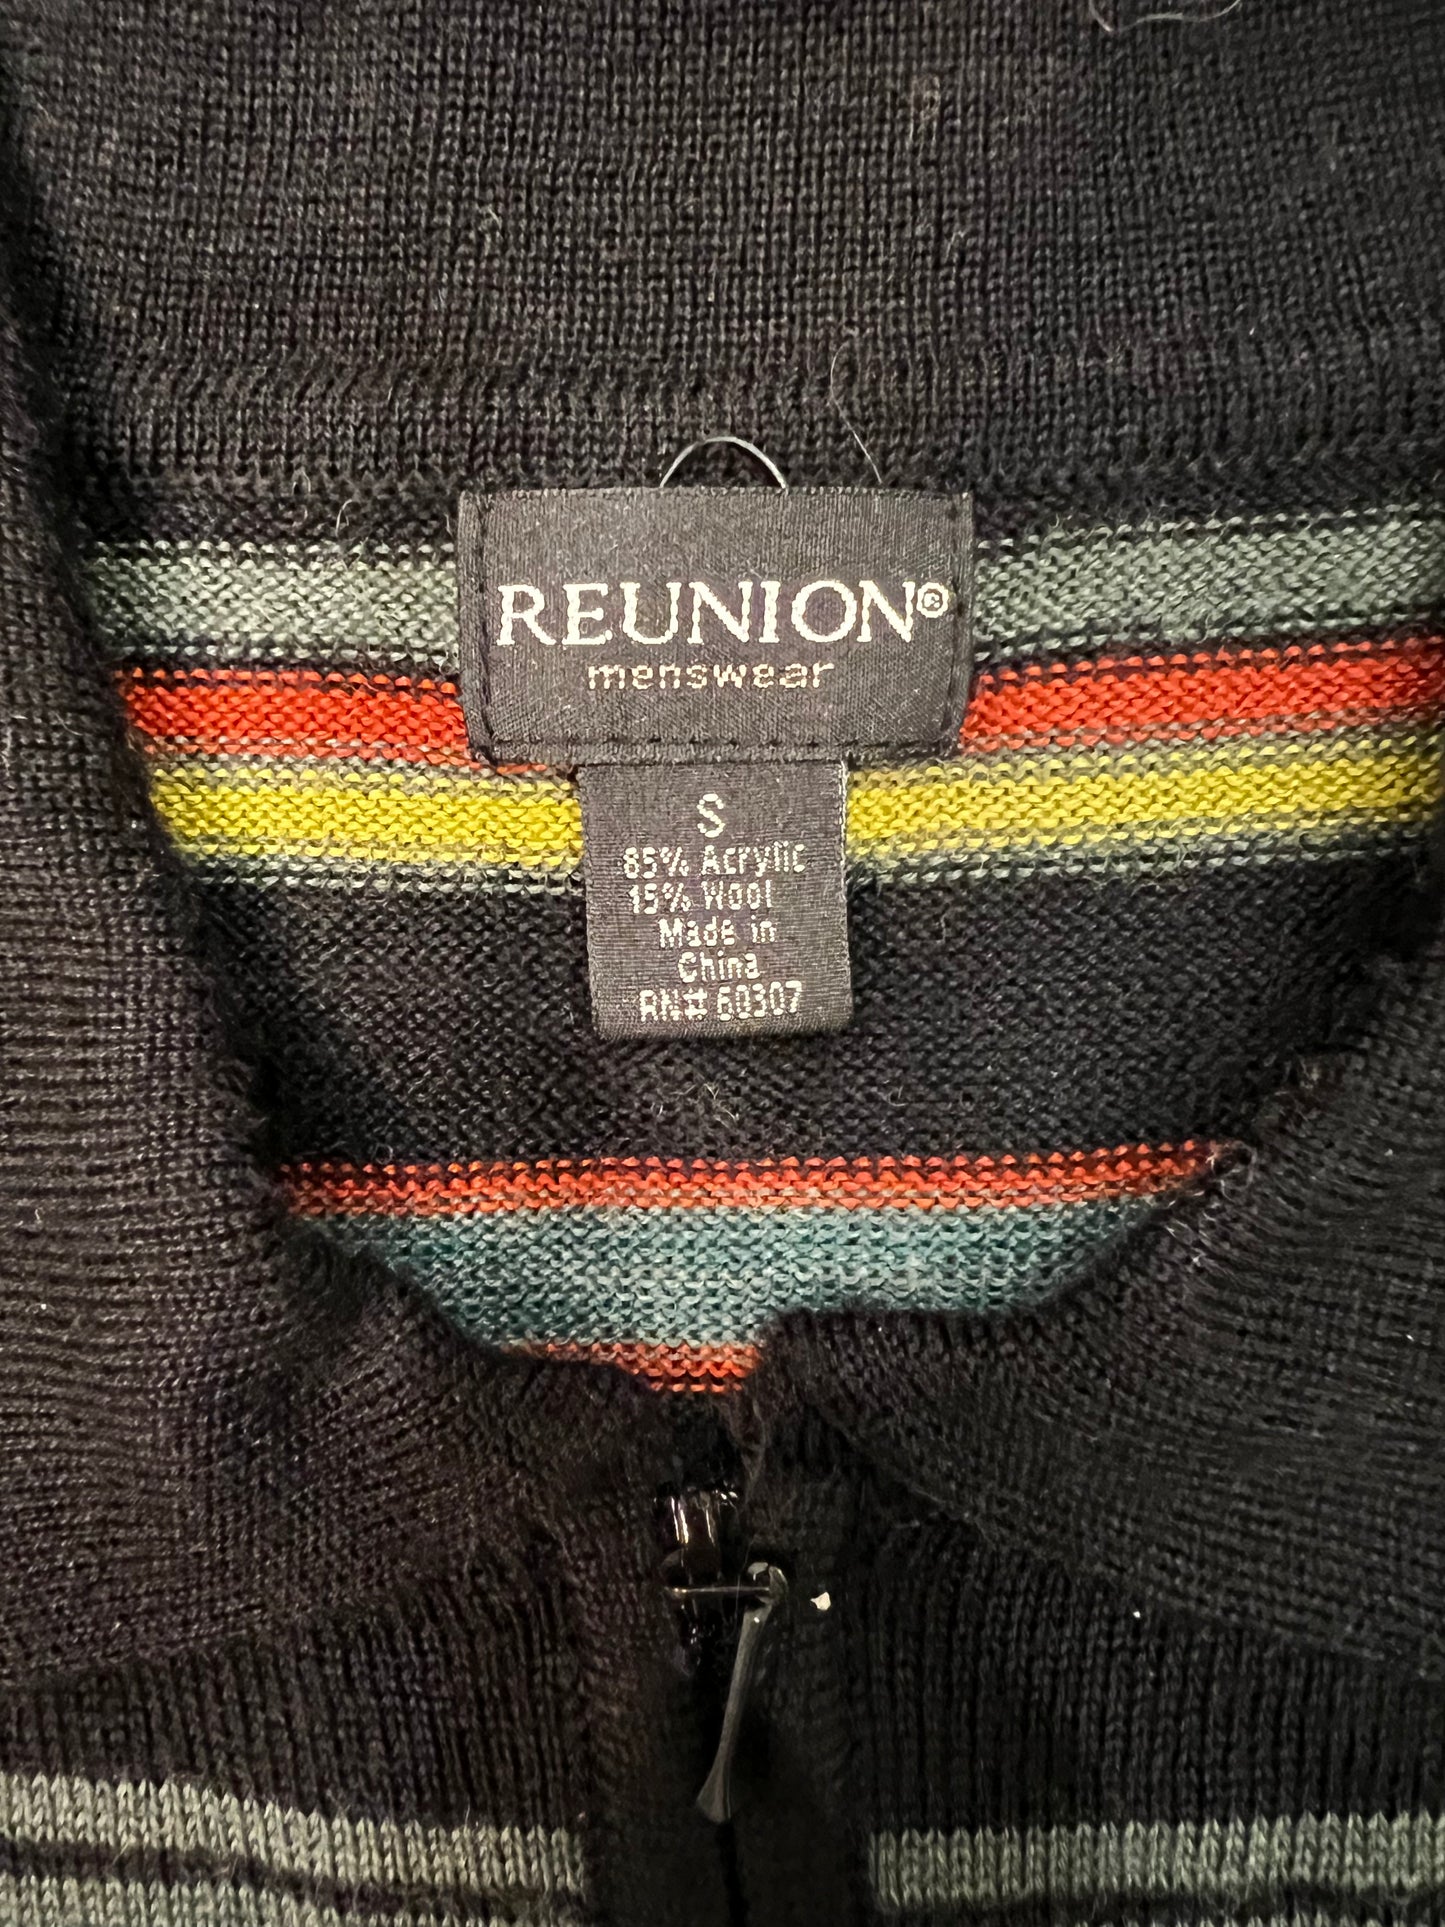 REUNION®
menswear
S
85% Acrylic
15% Wool
Made in
China
RN# 60307